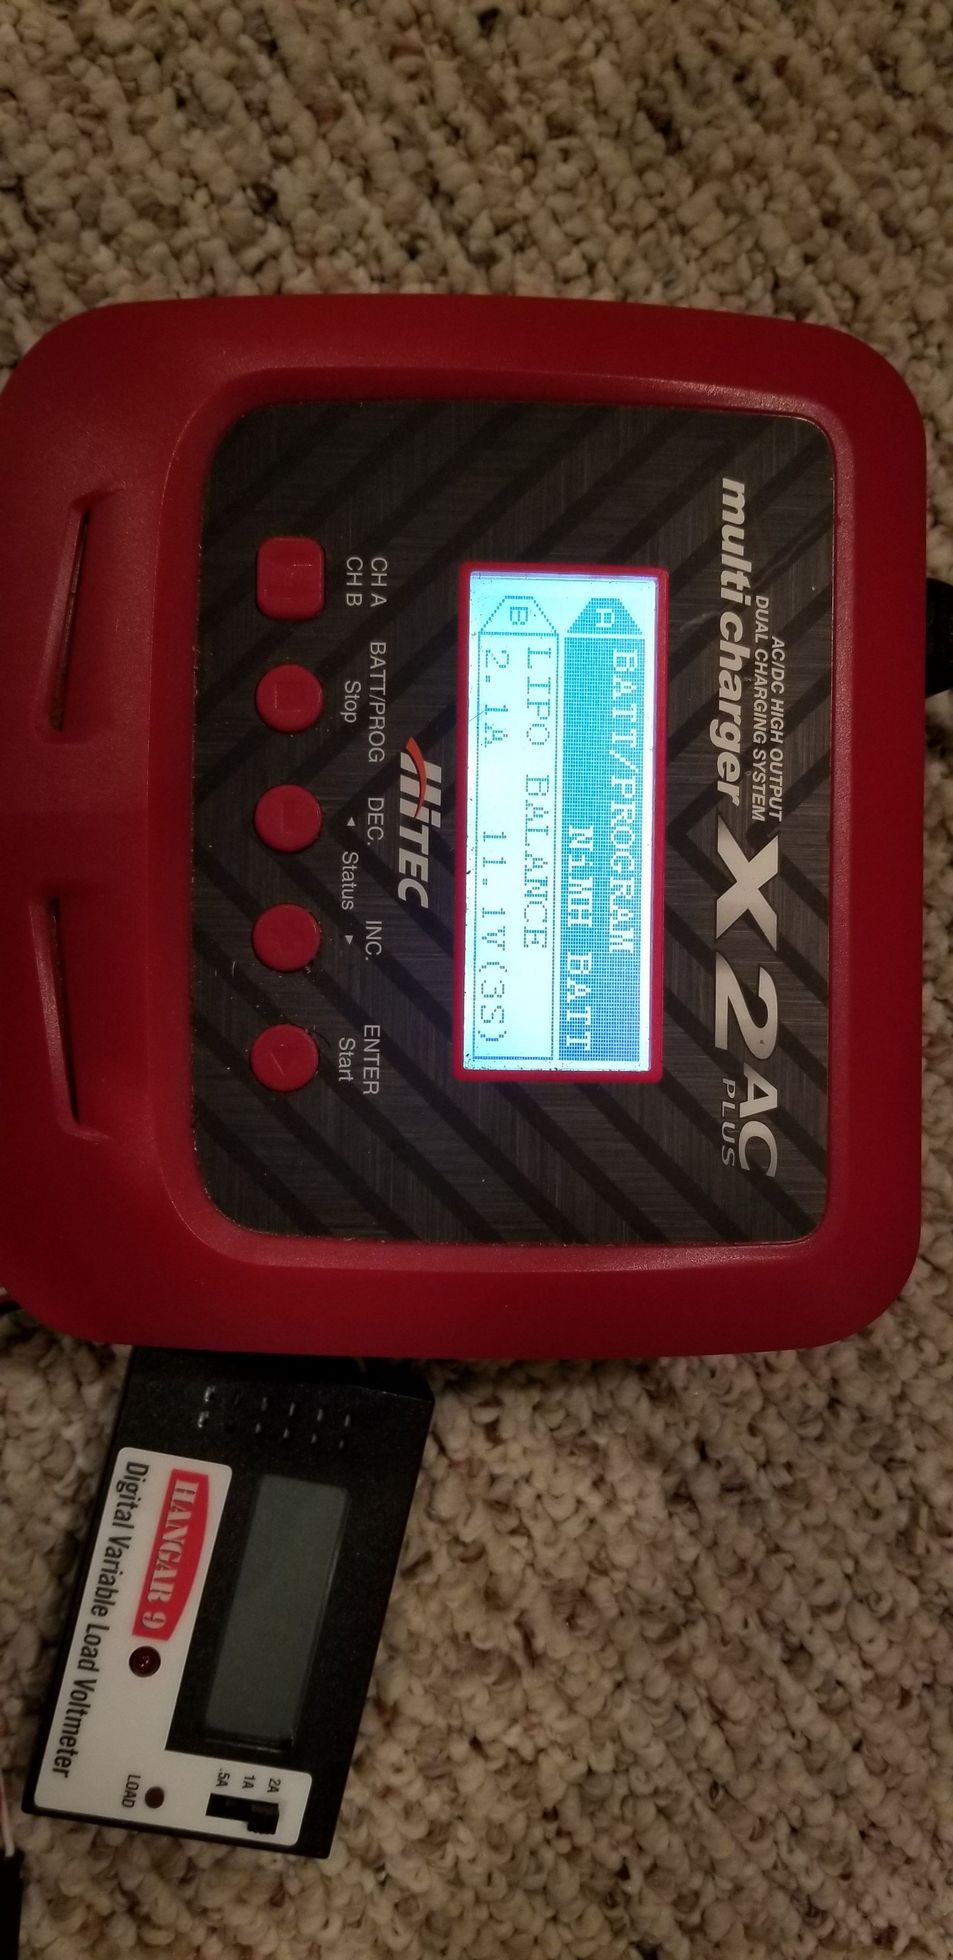 AC/DC HIGH OUTPUT
DUAL CHARGING SYSTEM
multi charger X2 AC
PLUS
A BATT/PROGRAM
NiMH BATT
B LIPO BALANCE
2.1A 11.1V(3S)
HiTEC
CH A BATT/PROG DEC. INC. ENTER
CH B Stop ◄ Status ► Start
2A
1A
.5A
HANGAR 9
LOAD
Digital Variable Load Voltmeter